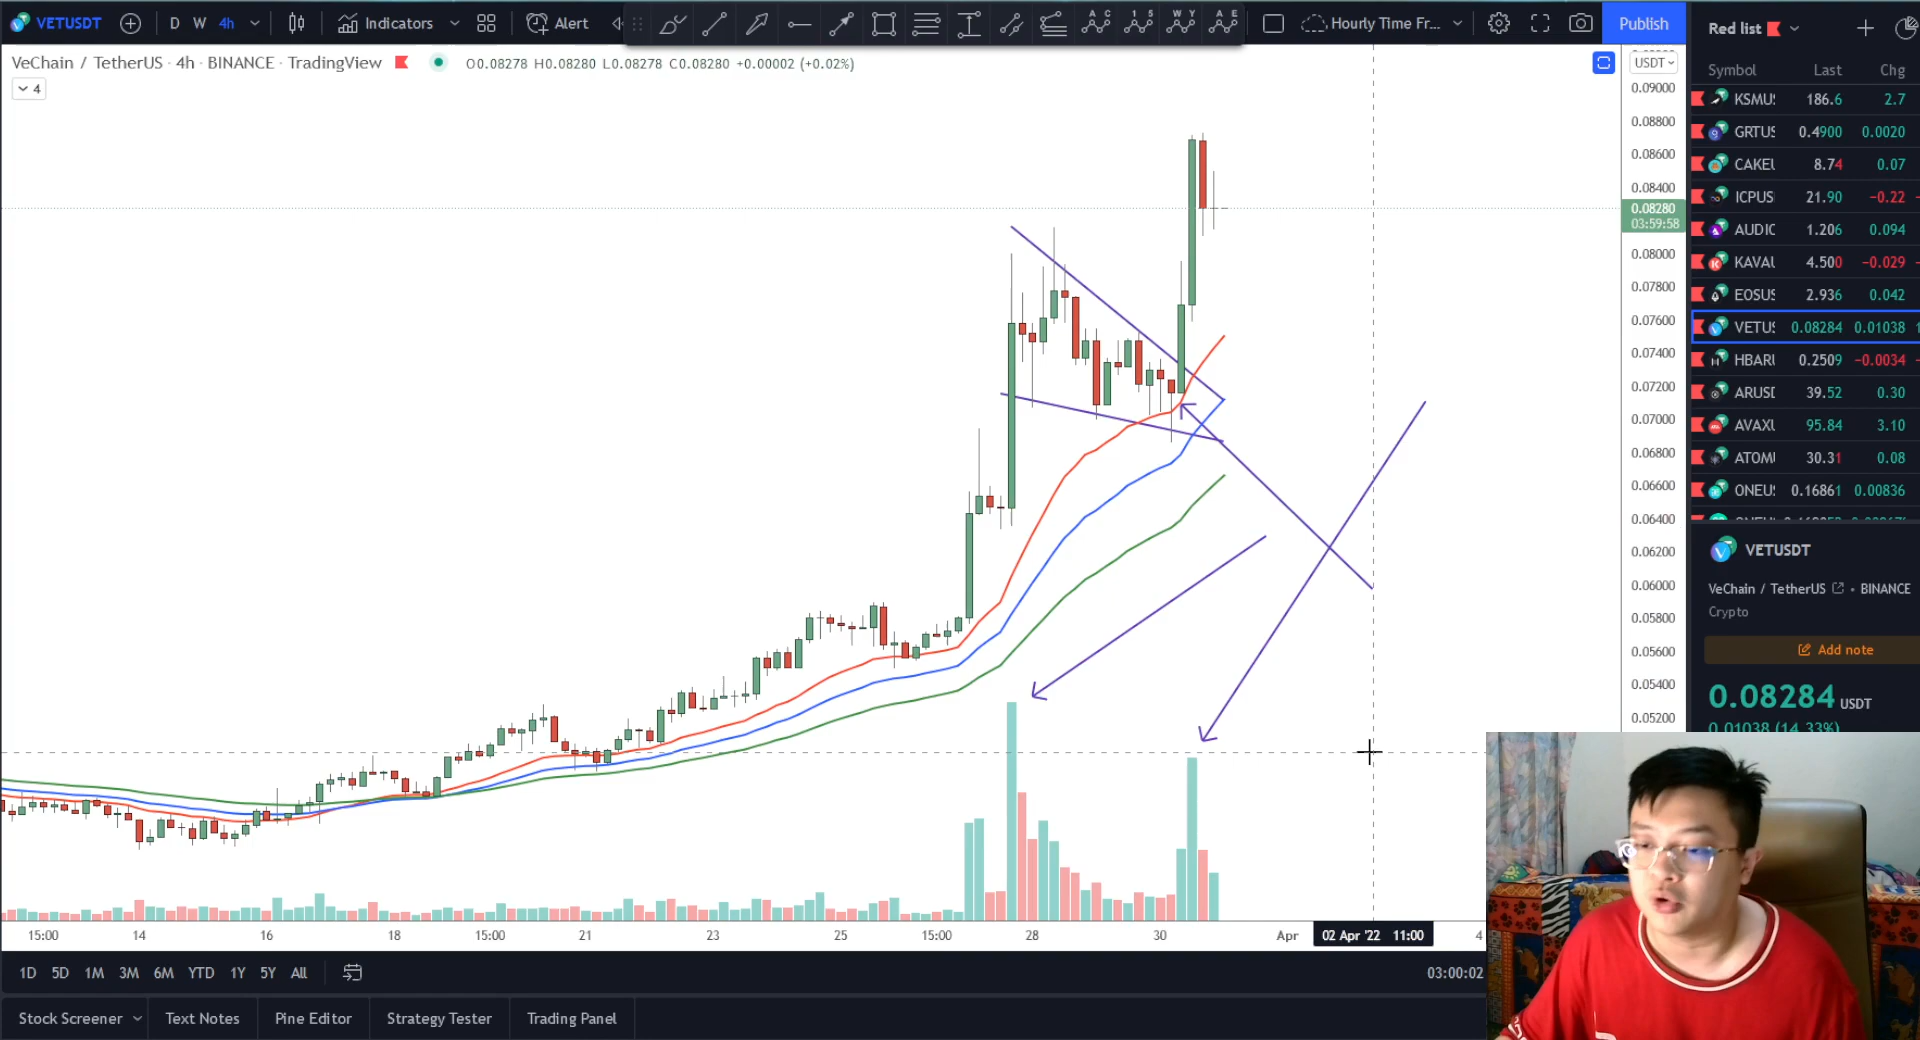 VETUSDT D W 4h Indicators Alert Hourly Time Fr... Publish
VeChain / TetherUS · 4h · BINANCE · TradingView O0.08278 H0.08280 L0.08278 C0.08280 +0.00002 (+0.02%)
4
USDT
0.09000
0.08800
0.08600
0.08400
0.08280
03:59:58
0.08000
0.07800
0.07600
0.07400
0.07200
0.07000
0.06800
0.06600
0.06400
0.06200
0.06000
0.05800
0.05600
0.05400
0.05200
15:00 14 16 18 15:00 21 23 25 15:00 28 30 Apr 02 Apr '22 11:00 4
1D 5D 1M 3M 6M YTD 1Y 5Y All 03:00:02
Stock Screener Text Notes Pine Editor Strategy Tester Trading Panel
Red list
Symbol Last Chg
KSMU 186.6 2.7
GRTUS 0.4900 0.0020
CAKEU 8.74 0.07
ICPUS 21.90 −0.22
AUDIC 1.206 0.094
KAVAU 4.500 −0.029
EOSUS 2.936 0.042
VETUS 0.08284 0.01038
HBARU 0.2509 −0.0034
ARUSD 39.52 0.30
AVAXU 95.84 3.10
ATOMU 30.31 0.08
ONEUS 0.16861 0.00836
VETUSDT
VeChain / TetherUS • BINANCE
Crypto
Add note
0.08284 USDT
0.01038 (14.33%)